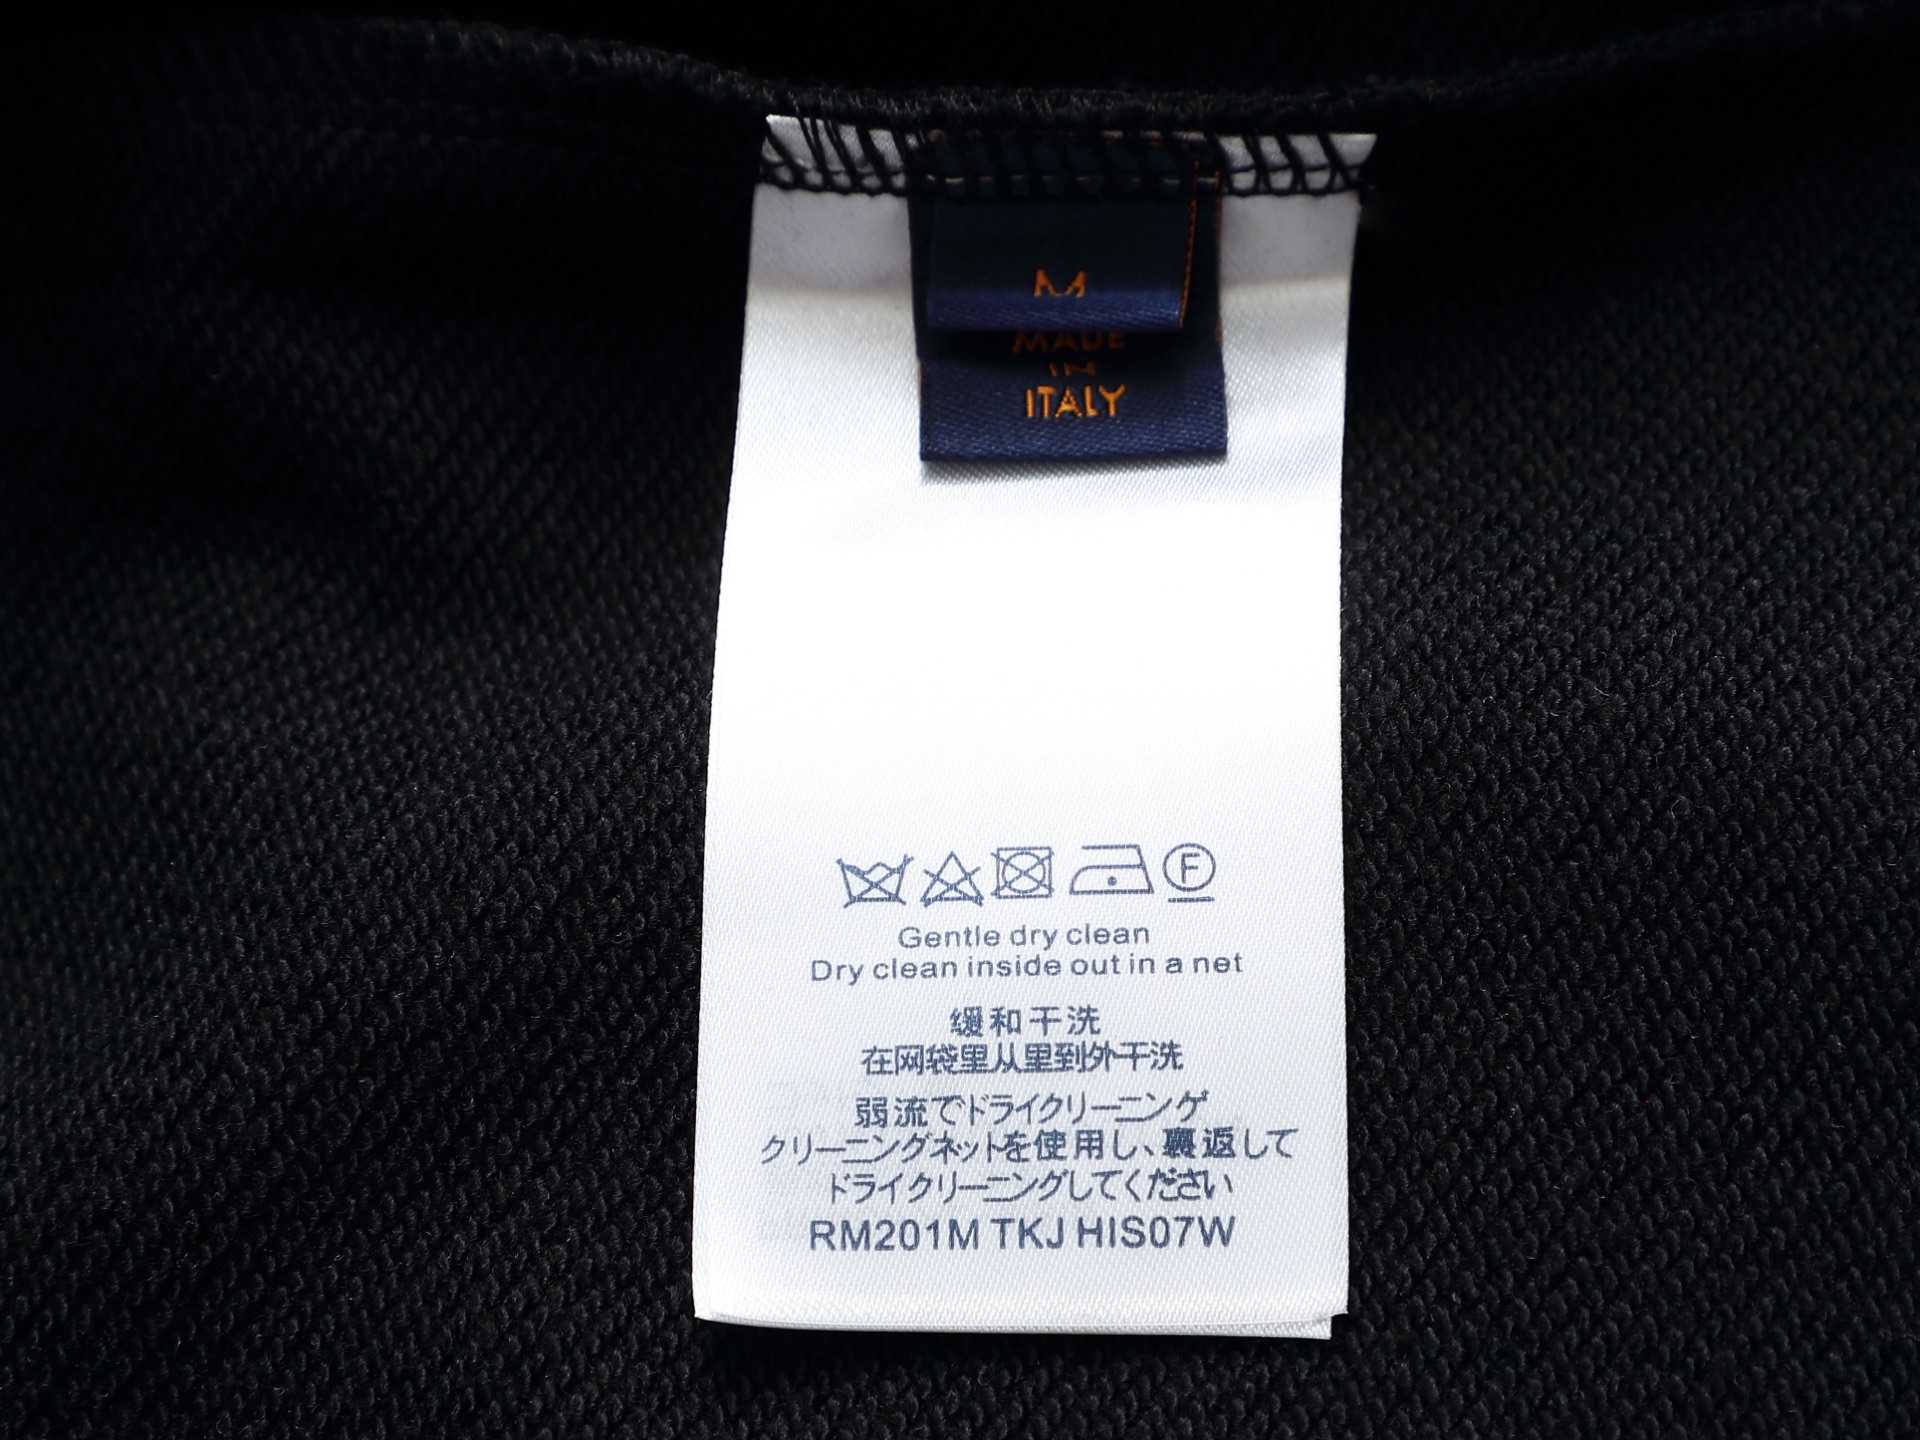 M
MADE
IN
ITALY
F
Gentle dry clean
Dry clean inside out in a net
缓和干洗
在网袋里从里到外干洗
弱流でドライクリーニング
クリーニングネットを使用し、裏返して
ドライクリーニングしてください
RM201M TKJ HIS07W